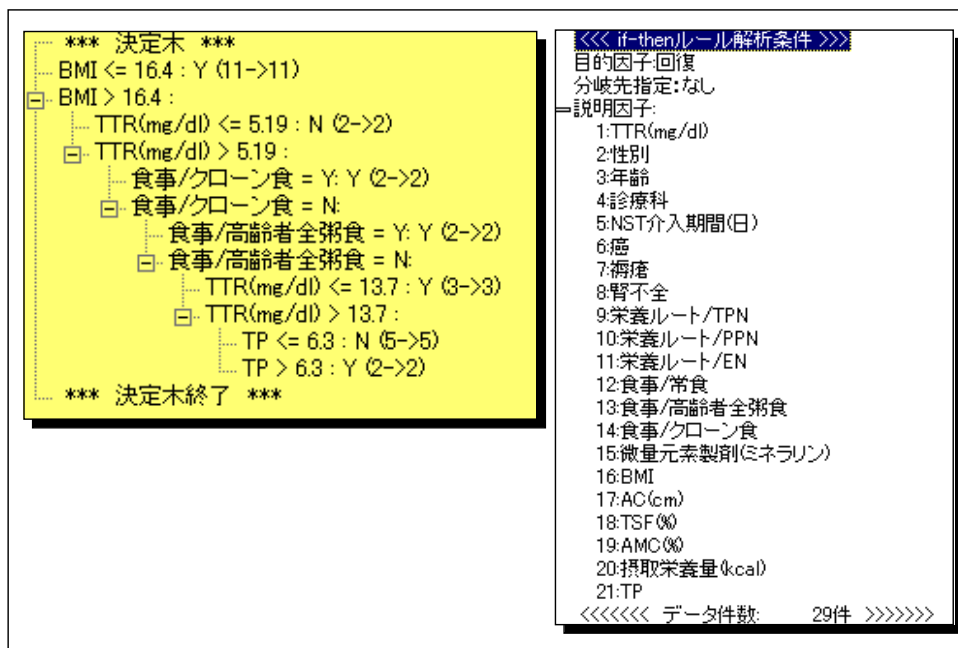 *** 決定木 ***
BMI <= 16.4 : Y (11->11)
BMI > 16.4 :
TTR(mg/dl) <= 5.19 : N (2->2)
TTR(mg/dl) > 5.19 :
食事/クローン食 = Y: Y (2->2)
食事/クローン食 = N:
食事/高齢者全粥食 = Y: Y (2->2)
食事/高齢者全粥食 = N:
TTR(mg/dl) <= 13.7 : Y (3->3)
TTR(mg/dl) > 13.7 :
TP <= 6.3 : N (5->5)
TP > 6.3 : Y (2->2)
*** 決定木終了 ***
<<< if-thenルール解析条件 >>>
目的因子:回復
分岐先指定:なし
説明因子:
1:TTR(mg/dl)
2:性別
3:年齢
4:診療科
5:NST介入期間(日)
6:癌
7:褥瘡
8:腎不全
9:栄養ルート/TPN
10:栄養ルート/PPN
11:栄養ルート/EN
12:食事/常食
13:食事/高齢者全粥食
14:食事/クローン食
15:微量元素製剤(ミネラリン)
16:BMI
17:AC(cm)
18:TSF(%)
19:AMC(%)
20:摂取栄養量(kcal)
21:TP
<<<<<<< データ件数: 29件 >>>>>>>